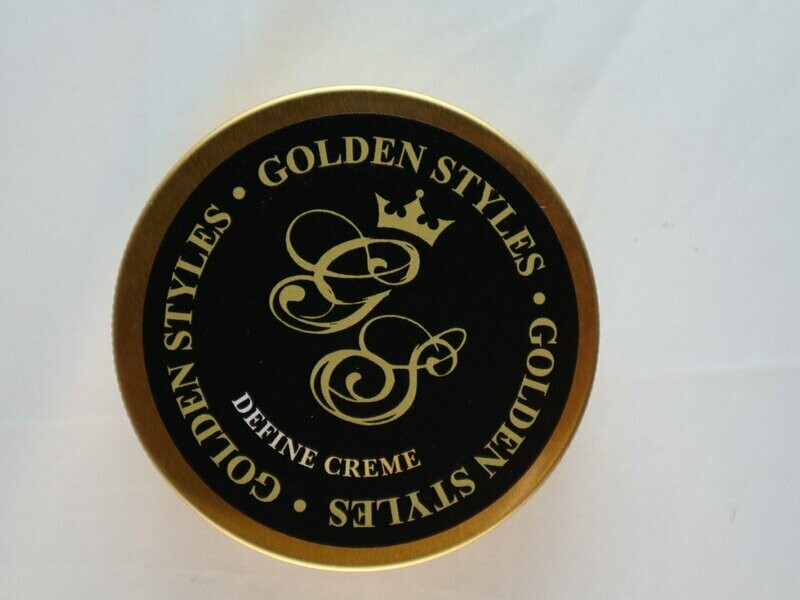 GOLDEN STYLES • GOLDEN STYLES • GOLDEN STYLES •
GS
DEFINE CREME